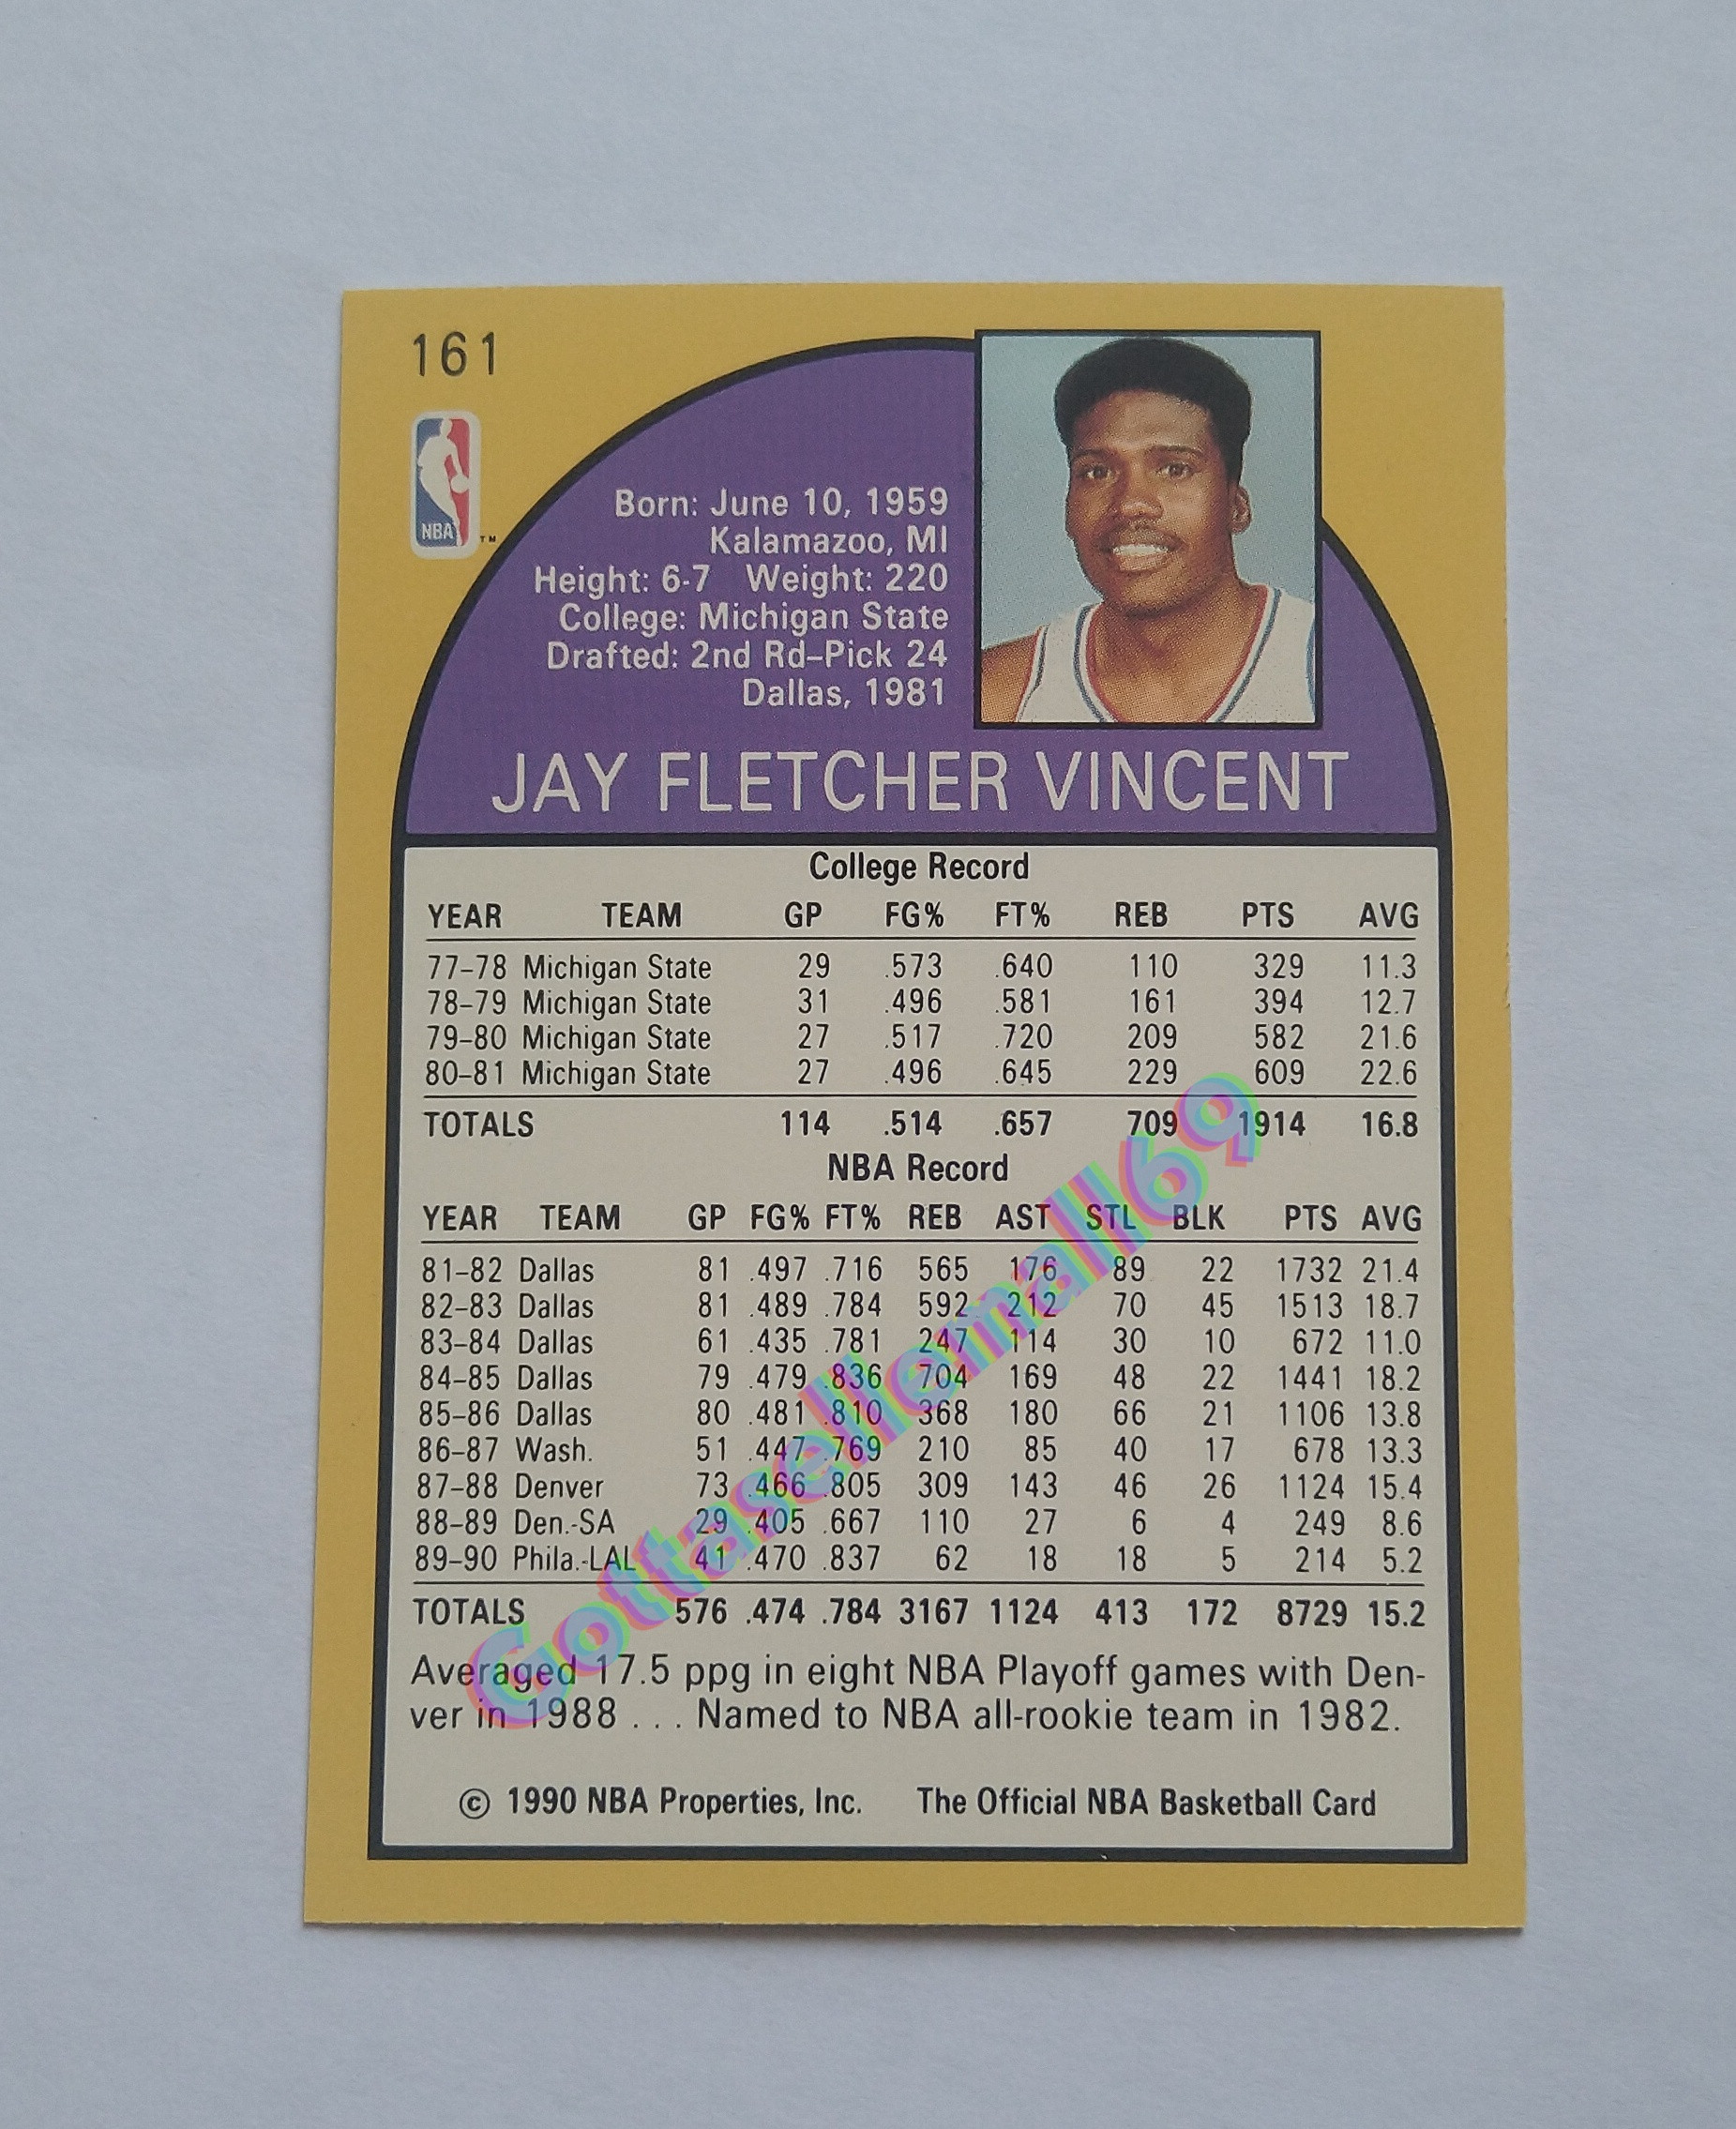 161
NBA
TM
Born: June 10, 1959
Kalamazoo, MI
Height: 6-7 Weight: 220
College: Michigan State
Drafted: 2nd Rd–Pick 24
Dallas, 1981
JAY FLETCHER VINCENT
College Record
YEAR TEAM GP FG% FT% REB PTS AVG
77–78 Michigan State 29 .573 .640 110 329 11.3
78–79 Michigan State 31 .496 .581 161 394 12.7
79–80 Michigan State 27 .517 .720 209 582 21.6
80–81 Michigan State 27 .496 .645 229 609 22.6
TOTALS 114 .514 .657 709 1914 16.8
NBA Record
YEAR TEAM GP FG% FT% REB AST STL BLK PTS AVG
81–82 Dallas 81 .497 .716 565 176 89 22 1732 21.4
82–83 Dallas 81 .489 .784 592 212 70 45 1513 18.7
83–84 Dallas 61 .435 .781 247 114 30 10 672 11.0
84–85 Dallas 79 .479 .836 704 169 48 22 1441 18.2
85–86 Dallas 80 .481 .810 368 180 66 21 1106 13.8
86–87 Wash. 51 .447 .769 210 85 40 17 678 13.3
87–88 Denver 73 .466 .805 309 143 46 26 1124 15.4
88–89 Den.-SA 29 .405 .667 110 27 6 4 249 8.6
89–90 Phila.-LAL 41 .470 .837 62 18 18 5 214 5.2
TOTALS 576 .474 .784 3167 1124 413 172 8729 15.2
Averaged 17.5 ppg in eight NBA Playoff games with Den-
ver in 1988 . . . Named to NBA all-rookie team in 1982.
© 1990 NBA Properties, Inc. The Official NBA Basketball Card
Gottasellemall69